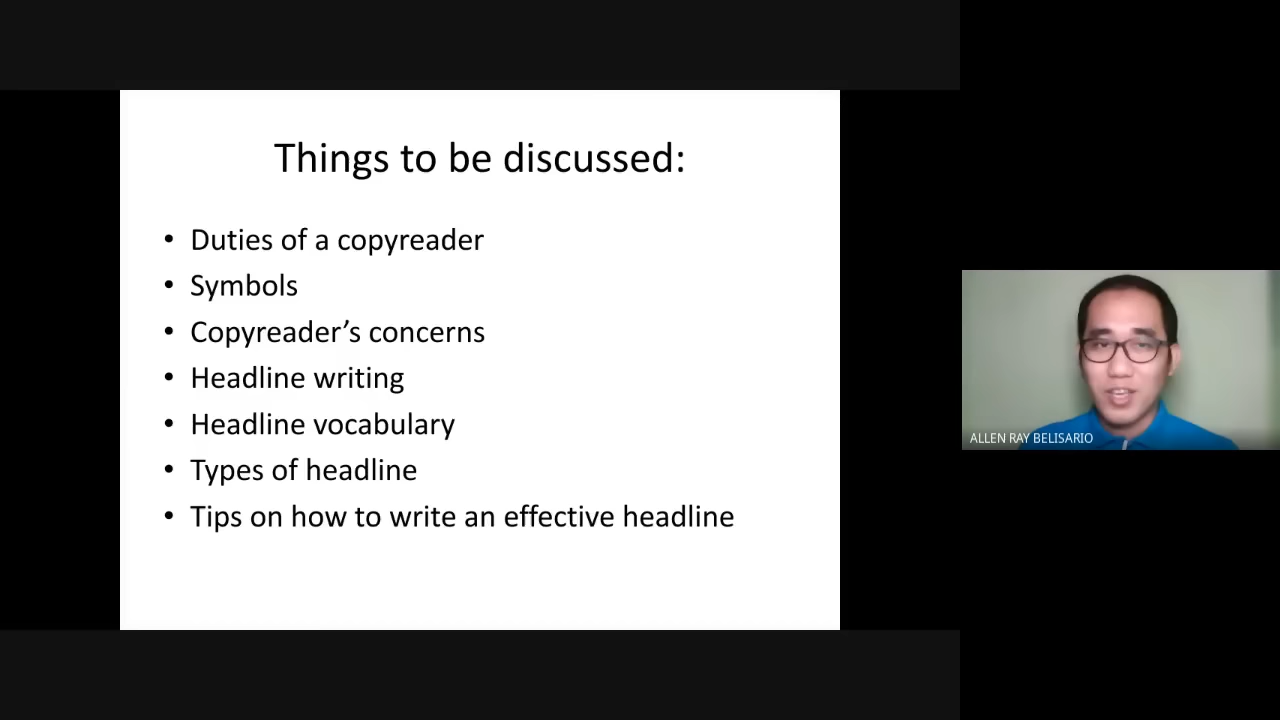 Things to be discussed:
• Duties of a copyreader
• Symbols
• Copyreader’s concerns
• Headline writing
• Headline vocabulary
• Types of headline
• Tips on how to write an effective headline
ALLEN RAY BELISARIO